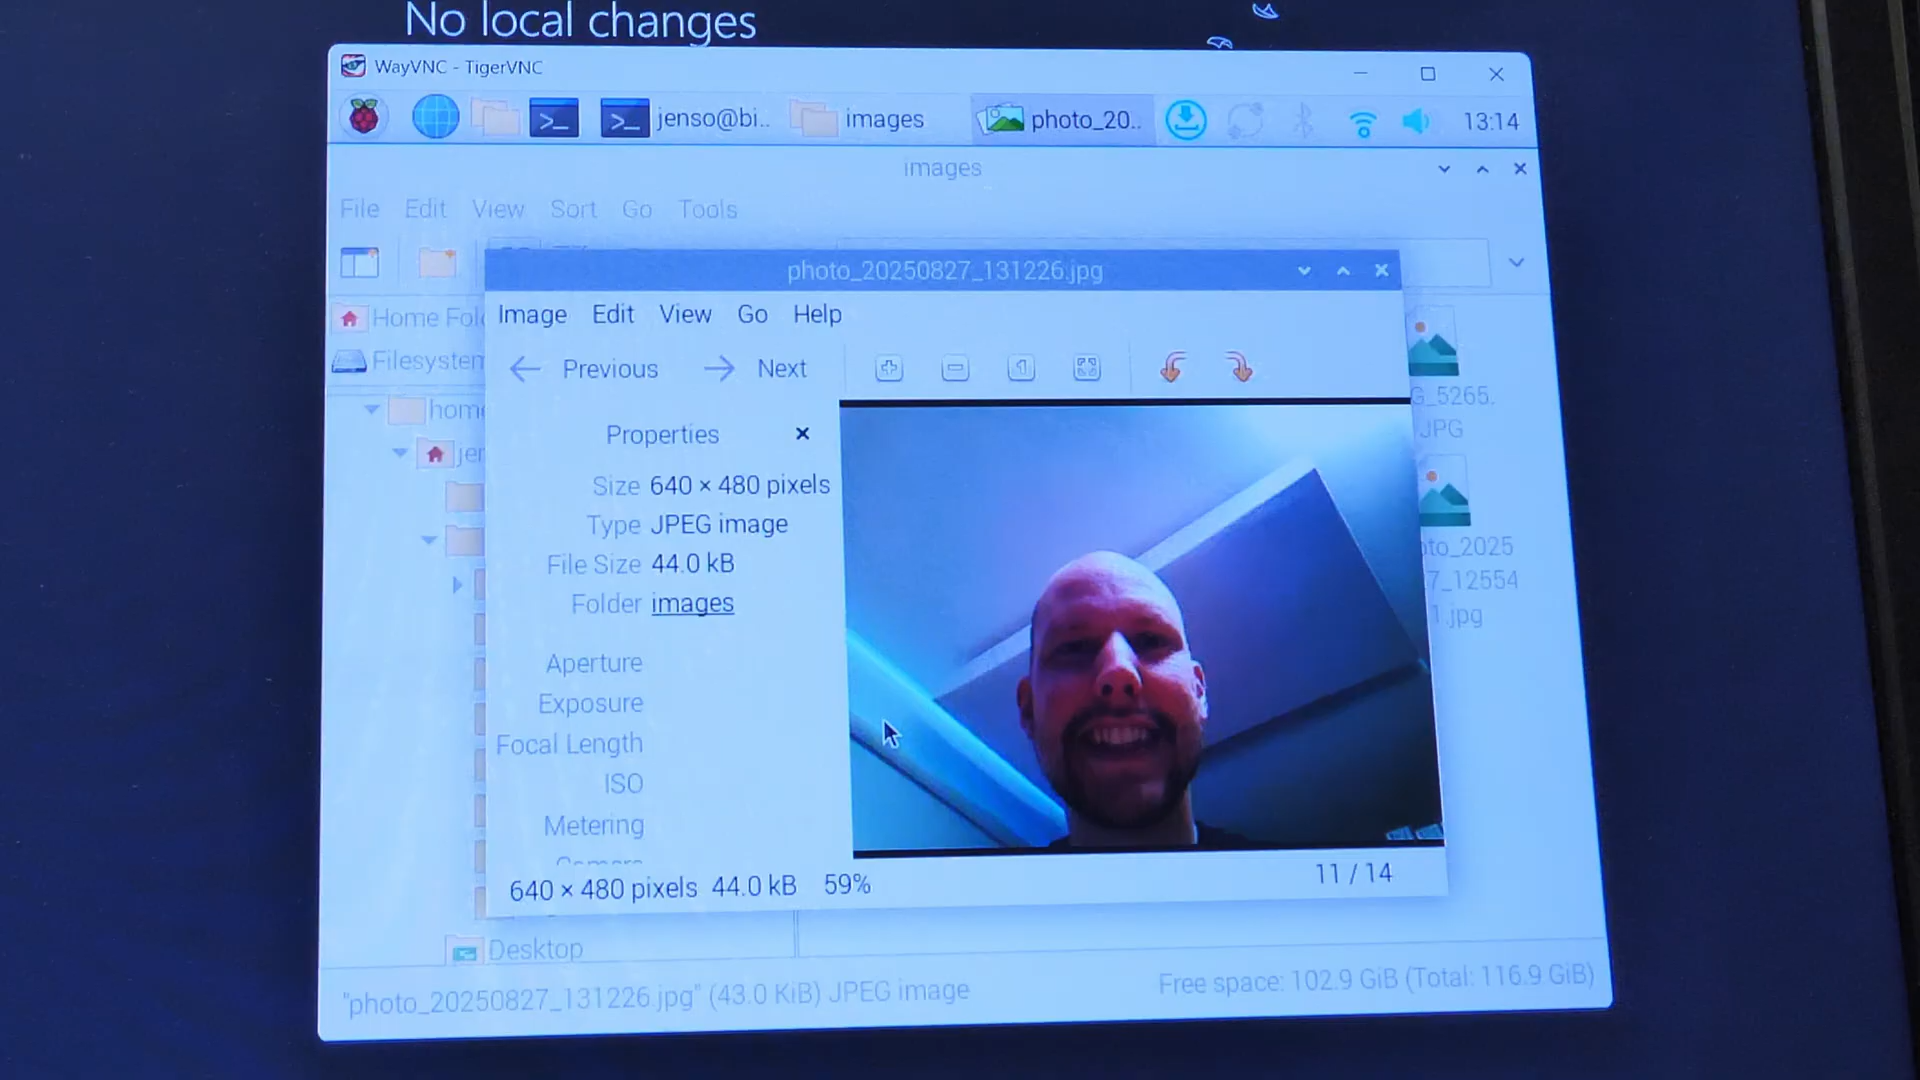 No local changes
WayVNC - TigerVNC
jenso@bi.. images photo_20.. 13:14
images
File Edit View Sort Go Tools
photo_20250827_131226.jpg
Image Edit View Go Help
Previous Next
Home Fol
Filesystem
home
jen
Properties
Size 640 × 480 pixels
Type JPEG image
File Size 44.0 kB
Folder images
Aperture
Exposure
Focal Length
ISO
Metering
640 × 480 pixels 44.0 kB 59% 11 / 14
G_5265.
JPG
oto_2025
7_12554
1.jpg
Desktop
"photo_20250827_131226.jpg" (43.0 KiB) JPEG image
Free space: 102.9 GiB (Total: 116.9 GiB)